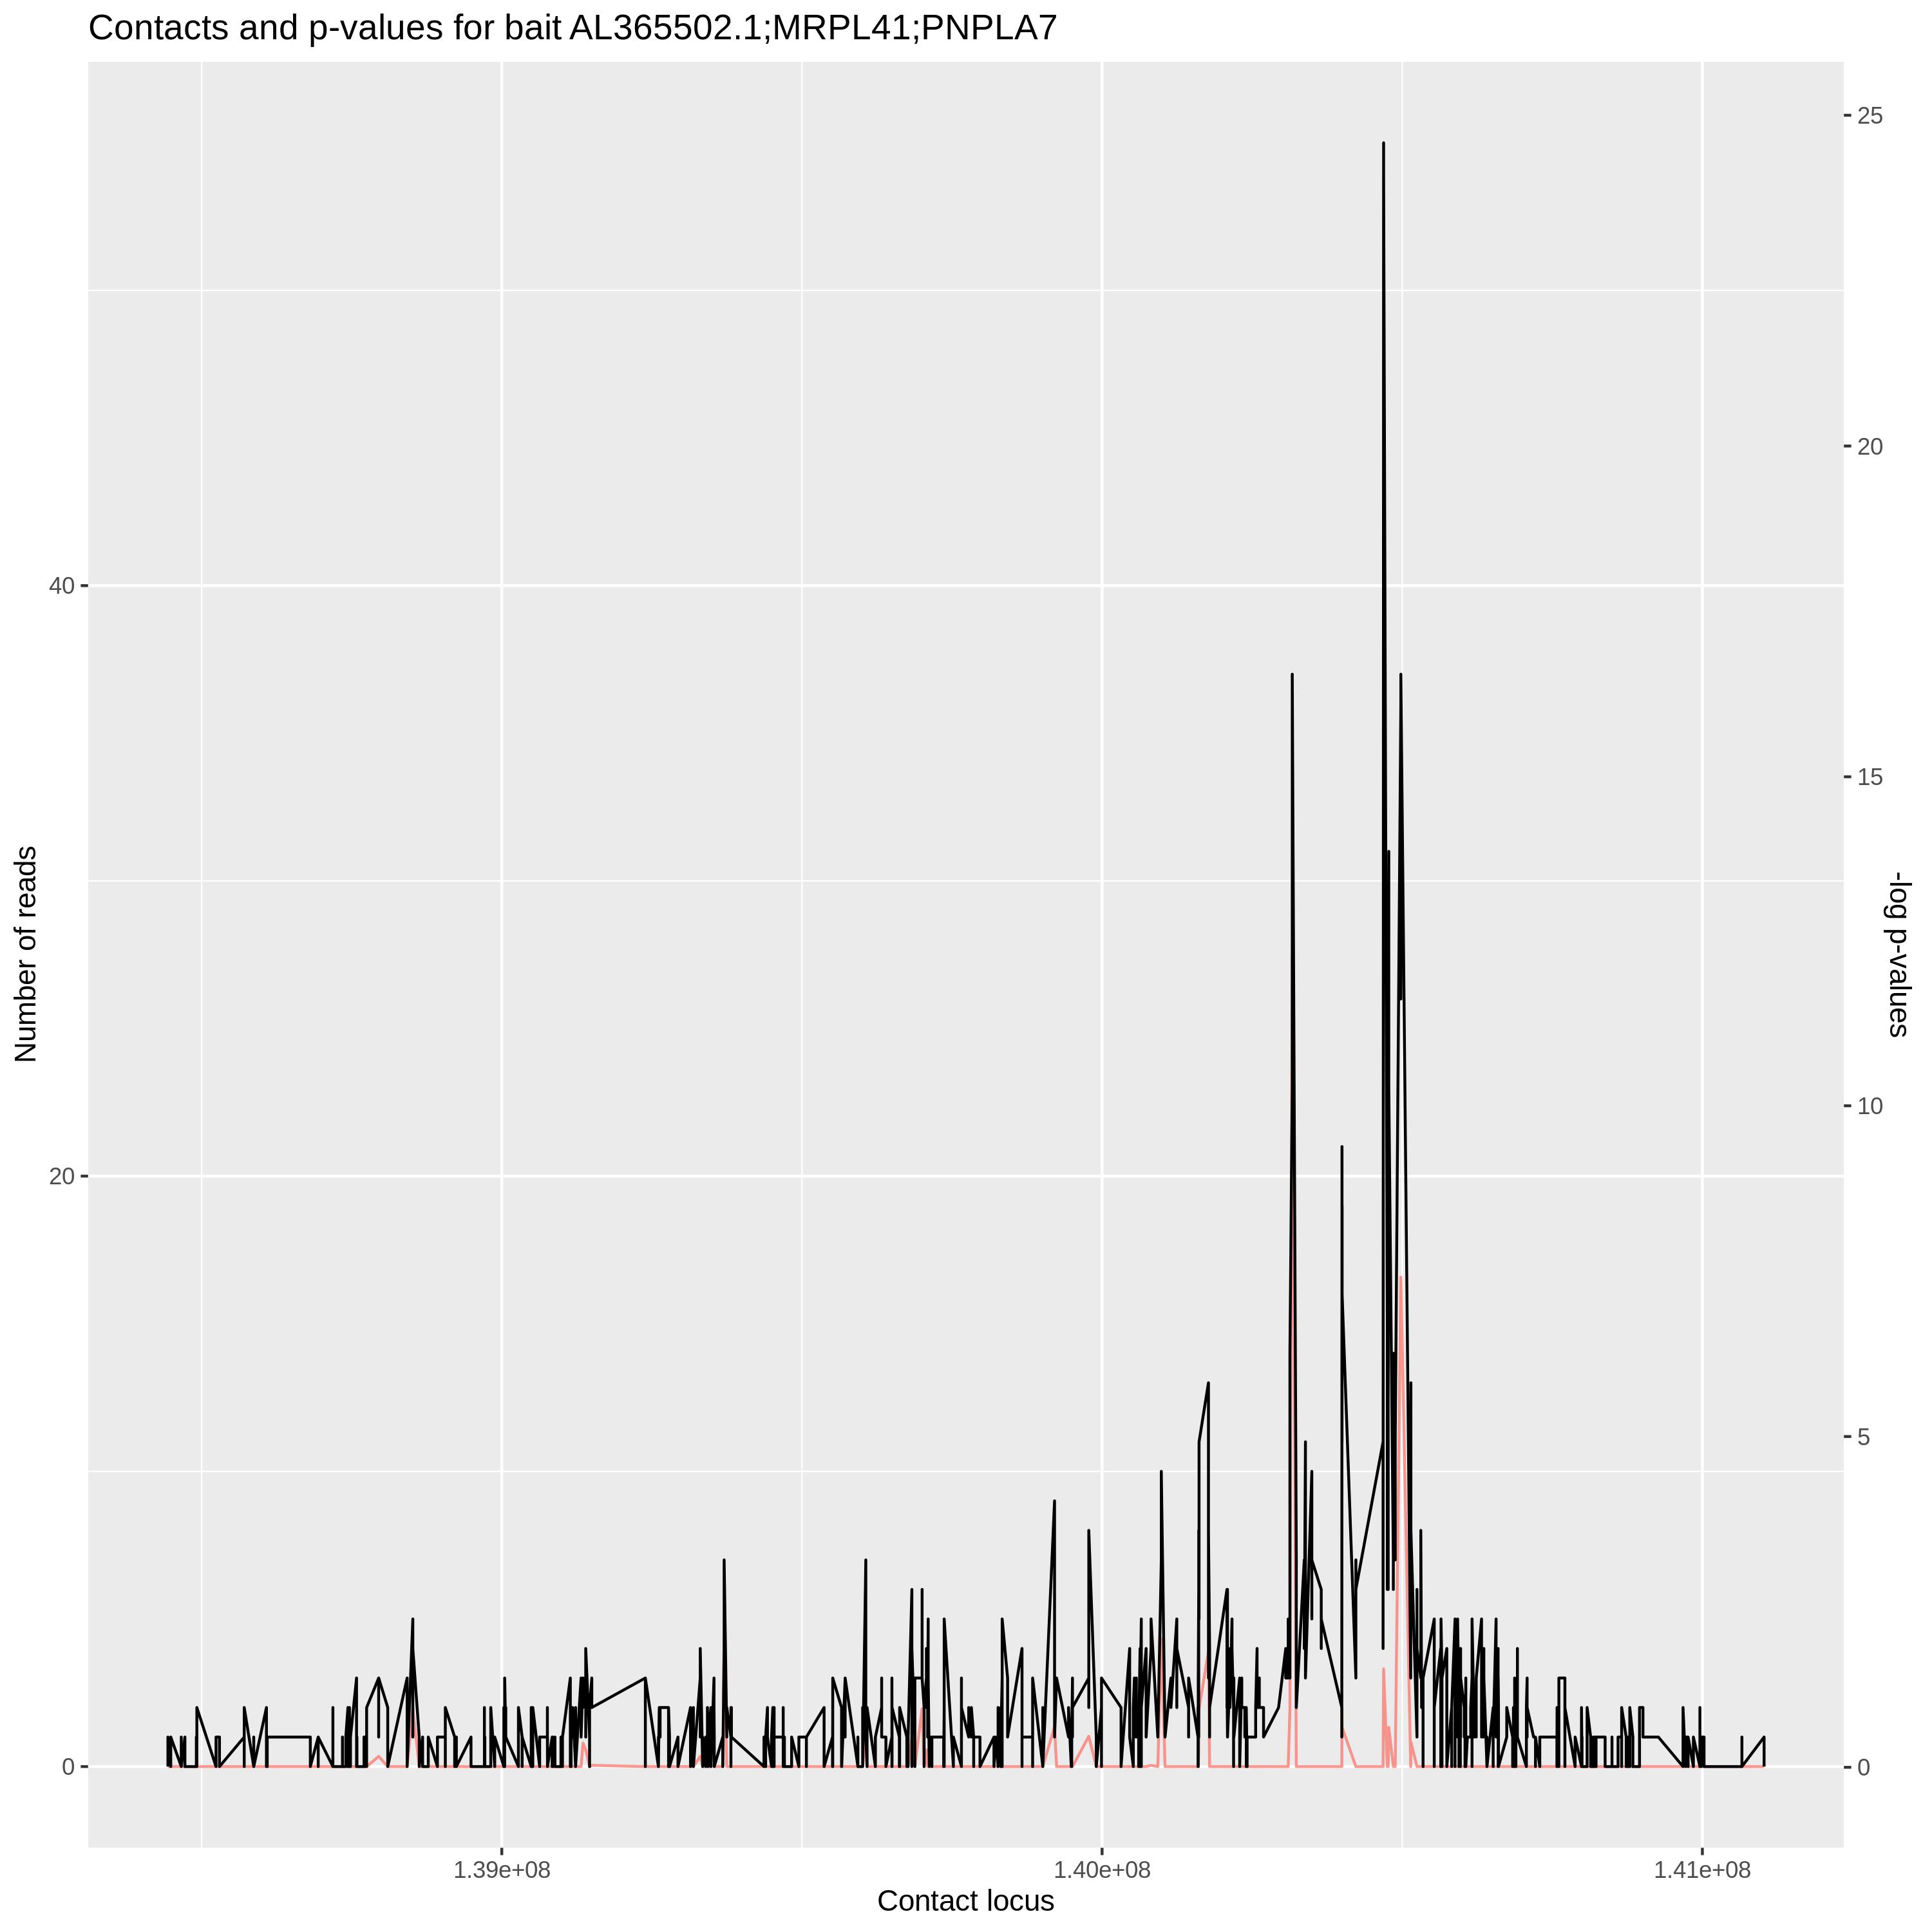 Contacts and p-values for bait AL365502.1;MRPL41;PNPLA7
25
20
40
15
Number of reads
-log p-values
10
20
5
0
0
1.39e+08
1.40e+08
1.41e+08
Contact locus